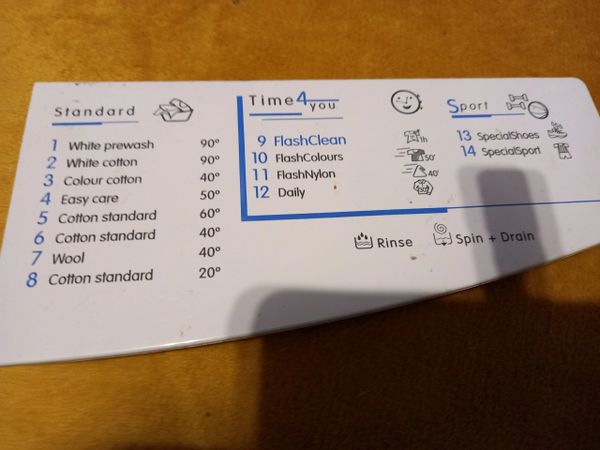 Standard
1 White prewash 90°
2 White cotton 90°
3 Colour cotton 40°
4 Easy care 50°
5 Cotton standard 60°
6 Cotton standard 40°
7 Wool 40°
8 Cotton standard 20°
Time4you
9 FlashClean 1h
10 FlashColours 50'
11 FlashNylon 40'
12 Daily
Sport
13 SpecialShoes
14 SpecialSport
Rinse Spin + Drain